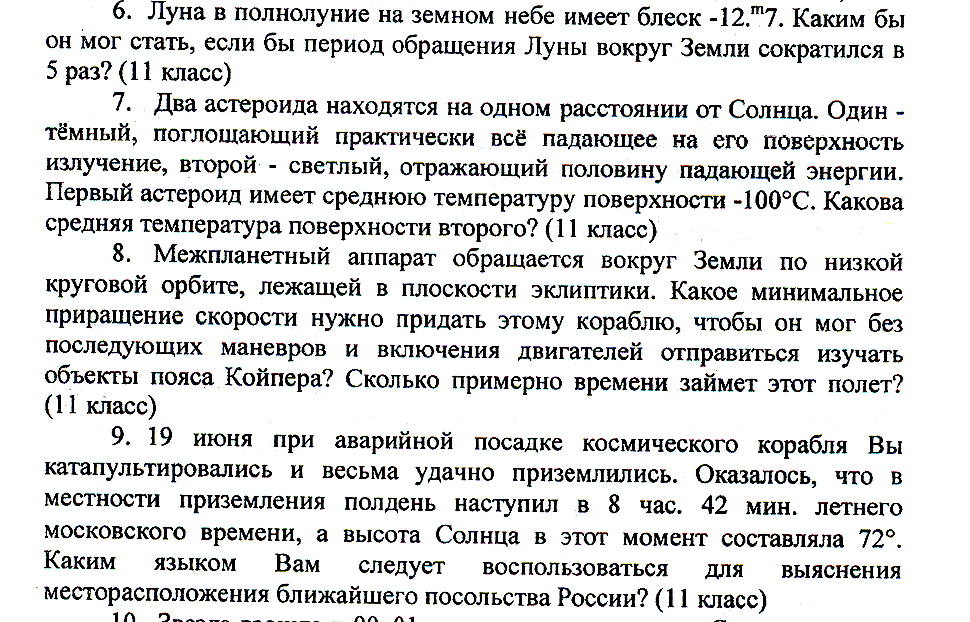 6. Луна в полнолуние на земном небе имеет блеск -12.ᵐ7. Каким бы
он мог стать, если бы период обращения Луны вокруг Земли сократился в
5 раз? (11 класс)
7. Два астероида находятся на одном расстоянии от Солнца. Один -
тёмный, поглощающий практически всё падающее на его поверхность
излучение, второй - светлый, отражающий половину падающей энергии.
Первый астероид имеет среднюю температуру поверхности -100°С. Какова
средняя температура поверхности второго? (11 класс)
8. Межпланетный аппарат обращается вокруг Земли по низкой
круговой орбите, лежащей в плоскости эклиптики. Какое минимальное
приращение скорости нужно придать этому кораблю, чтобы он мог без
последующих маневров и включения двигателей отправиться изучать
объекты пояса Койпера? Сколько примерно времени займет этот полет?
(11 класс)
9. 19 июня при аварийной посадке космического корабля Вы
катапультировались и весьма удачно приземлились. Оказалось, что в
местности приземления полдень наступил в 8 час. 42 мин. летнего
московского времени, а высота Солнца в этот момент составляла 72°.
Каким языком Вам следует воспользоваться для выяснения
месторасположения ближайшего посольства России? (11 класс)